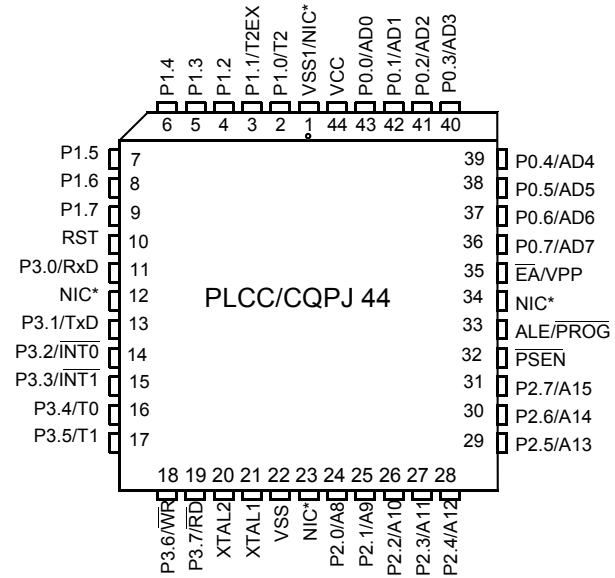 P1.4
P1.3
P1.2
P1.1/T2EX
P1.0/T2
VSS1/NIC*
VCC
P0.0/AD0
P0.1/AD1
P0.2/AD2
P0.3/AD3
6 5 4 3 2 1 44 43 42 41 40
P1.5 7
P1.6 8
P1.7 9
RST 10
P3.0/RxD 11
NIC* 12
P3.1/TxD 13
P3.2/INT0 14
P3.3/INT1 15
P3.4/T0 16
P3.5/T1 17
PLCC/CQPJ 44
39 P0.4/AD4
38 P0.5/AD5
37 P0.6/AD6
36 P0.7/AD7
35 EA/VPP
34 NIC*
33 ALE/PROG
32 PSEN
31 P2.7/A15
30 P2.6/A14
29 P2.5/A13
18 19 20 21 22 23 24 25 26 27 28
P3.6/WR
P3.7/RD
XTAL2
XTAL1
VSS
NIC*
P2.0/A8
P2.1/A9
P2.2/A10
P2.3/A11
P2.4/A12